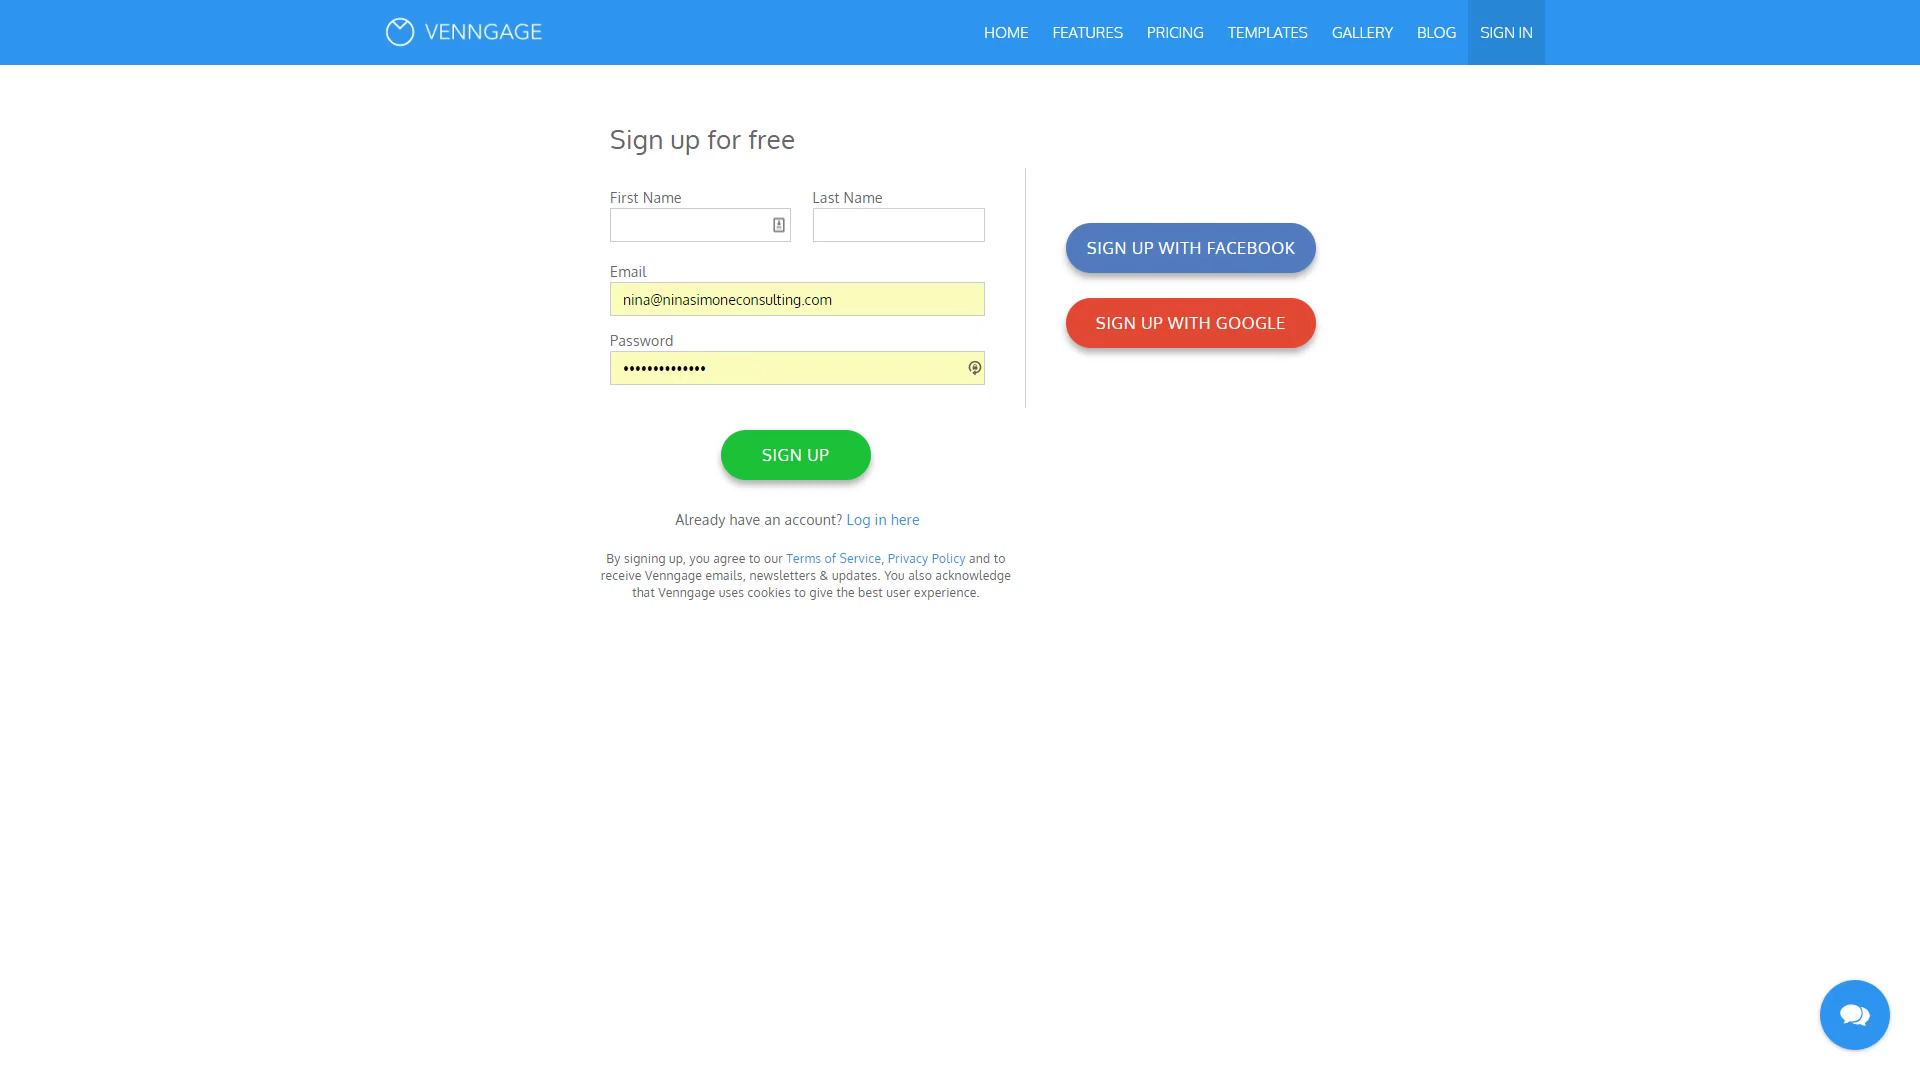 VENNGAGE
HOME FEATURES PRICING TEMPLATES GALLERY BLOG SIGN IN
Sign up for free
First Name Last Name
Email
nina@ninasimoneconsulting.com
Password
••••••••••••••
SIGN UP
Already have an account? Log in here
By signing up, you agree to our Terms of Service, Privacy Policy and to
receive Venngage emails, newsletters & updates. You also acknowledge
that Venngage uses cookies to give the best user experience.
SIGN UP WITH FACEBOOK
SIGN UP WITH GOOGLE